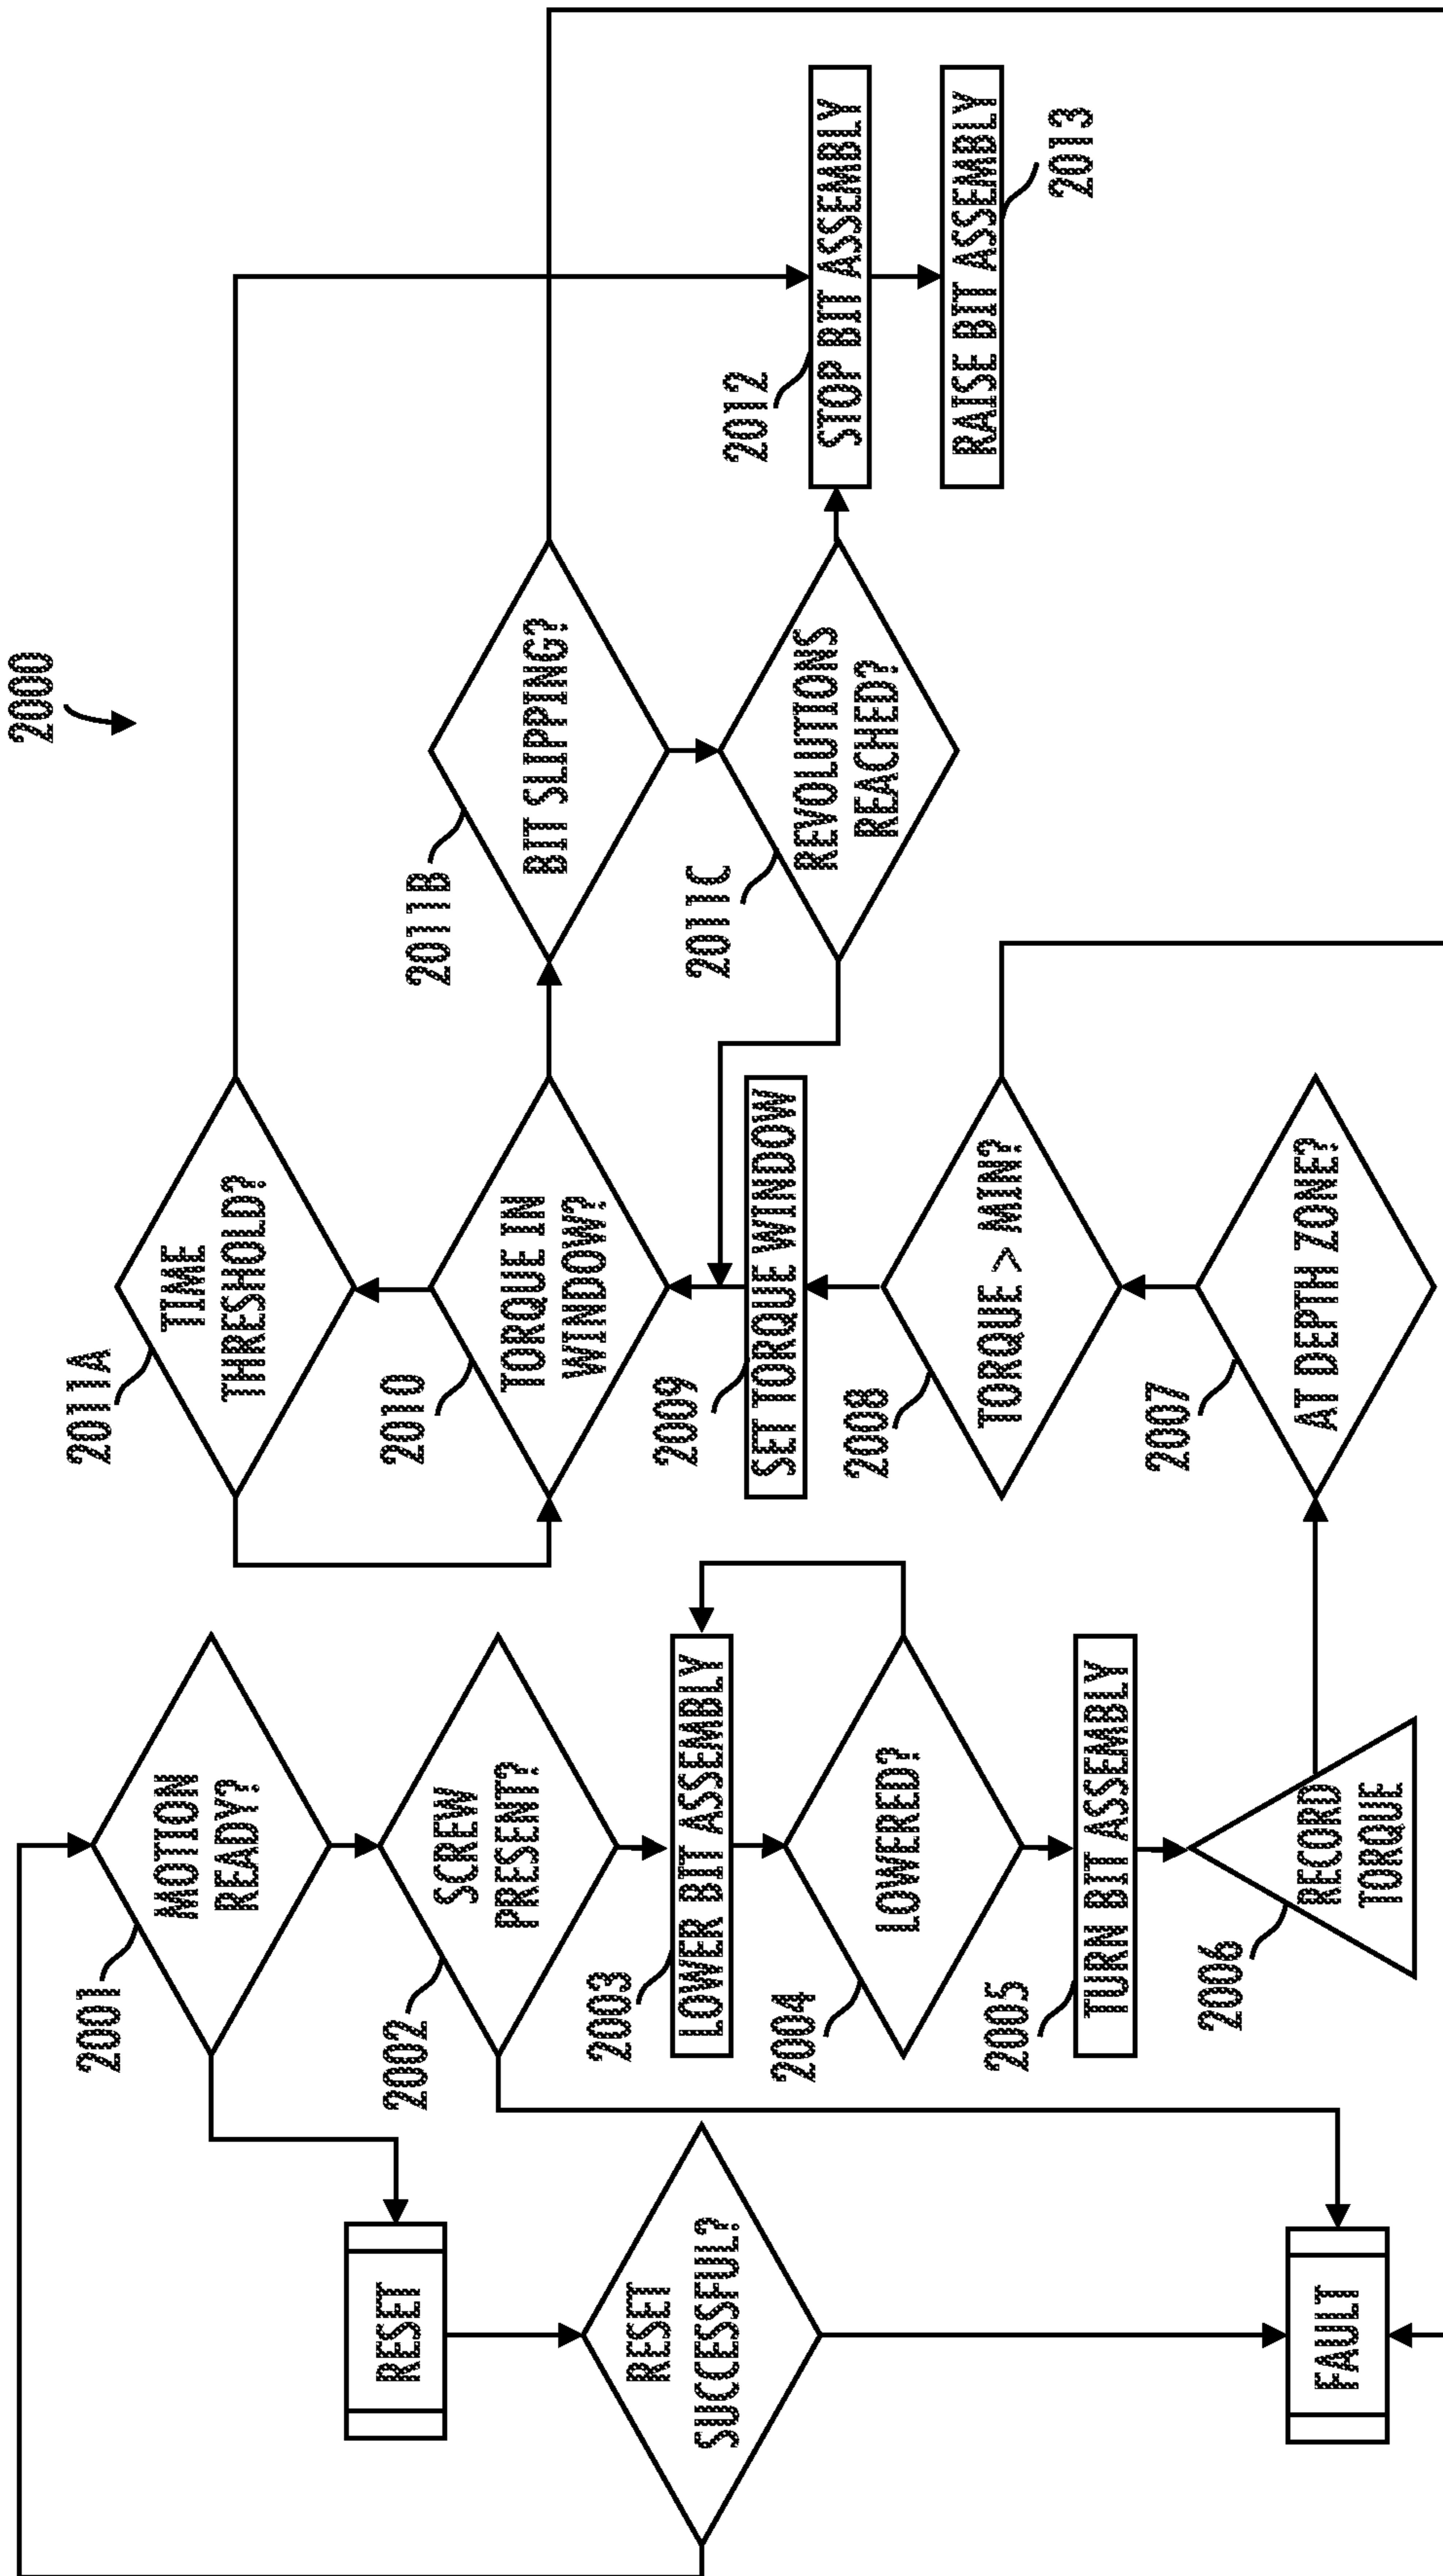 2000
RESET
RESET
SUCCESSFUL?
FAULT
2001
MOTION
READY?
2002
SCREW
PRESENT?
2003
LOWER BIT ASSEMBLY
2004
LOWERED?
2005
TURN BIT ASSEMBLY
2006
RECORD
TORQUE
2011A
TIME
THRESHOLD?
2010
TORQUE IN
WINDOW?
2009
SET TORQUE WINDOW
2008
TORQUE > MIN?
2007
AT DEPTH ZONE?
2011B
BIT SLIPPING?
2011C
REVOLUTIONS
REACHED?
2012
STOP BIT ASSEMBLY
RAISE BIT ASSEMBLY
2013